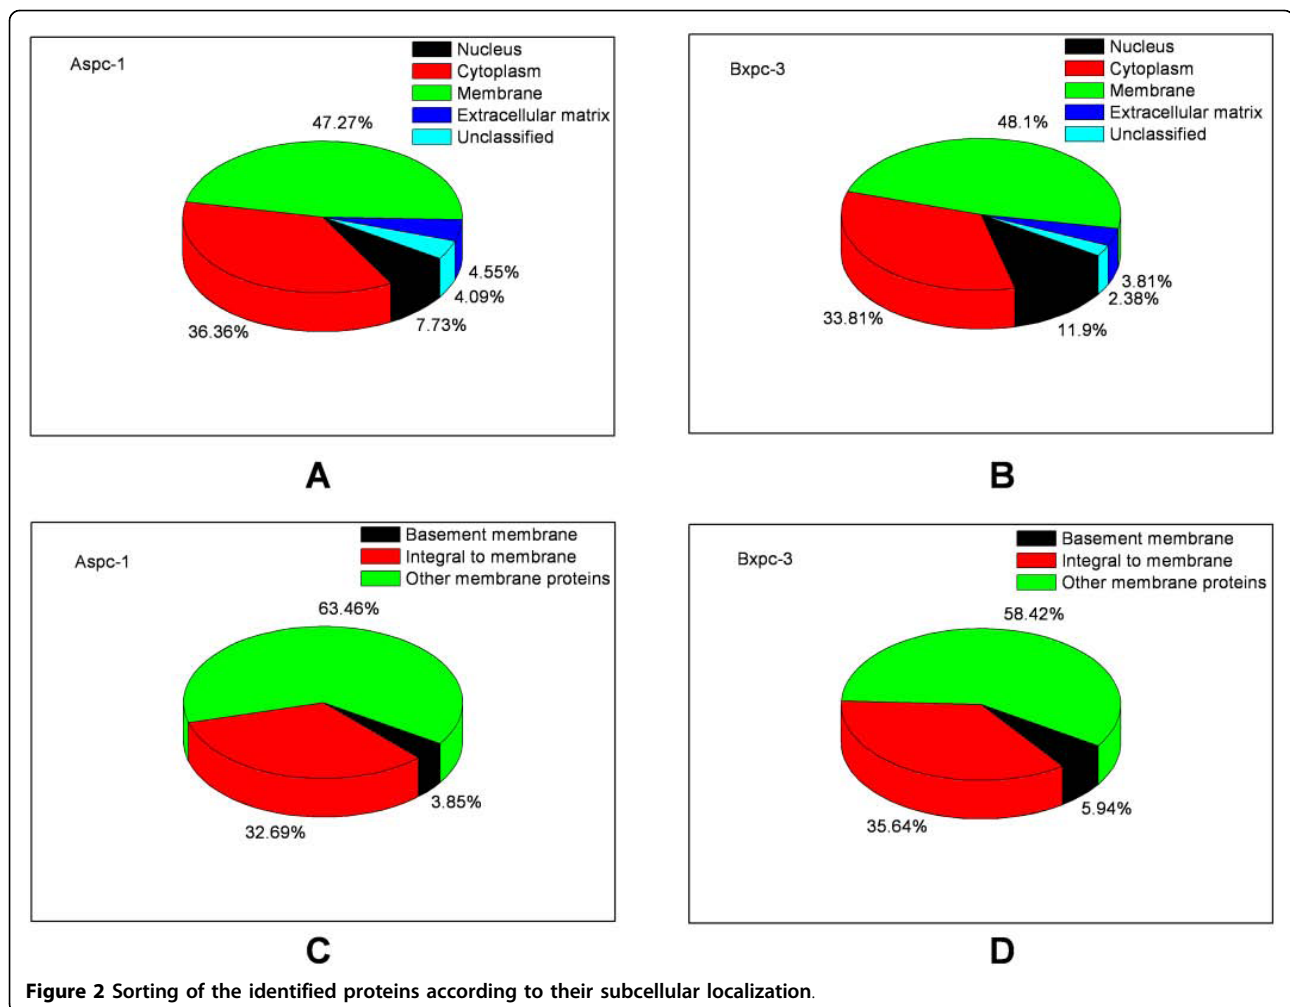 Aspc-1
Nucleus
Cytoplasm
Membrane
Extracellular matrix
Unclassified
47.27%
36.36%
7.73%
4.09%
4.55%
A
Bxpc-3
Nucleus
Cytoplasm
Membrane
Extracellular matrix
Unclassified
48.1%
33.81%
11.9%
2.38%
3.81%
B
Aspc-1
Basement membrane
Integral to membrane
Other membrane proteins
63.46%
32.69%
3.85%
C
Bxpc-3
Basement membrane
Integral to membrane
Other membrane proteins
58.42%
35.64%
5.94%
D
Figure 2 Sorting of the identified proteins according to their subcellular localization.